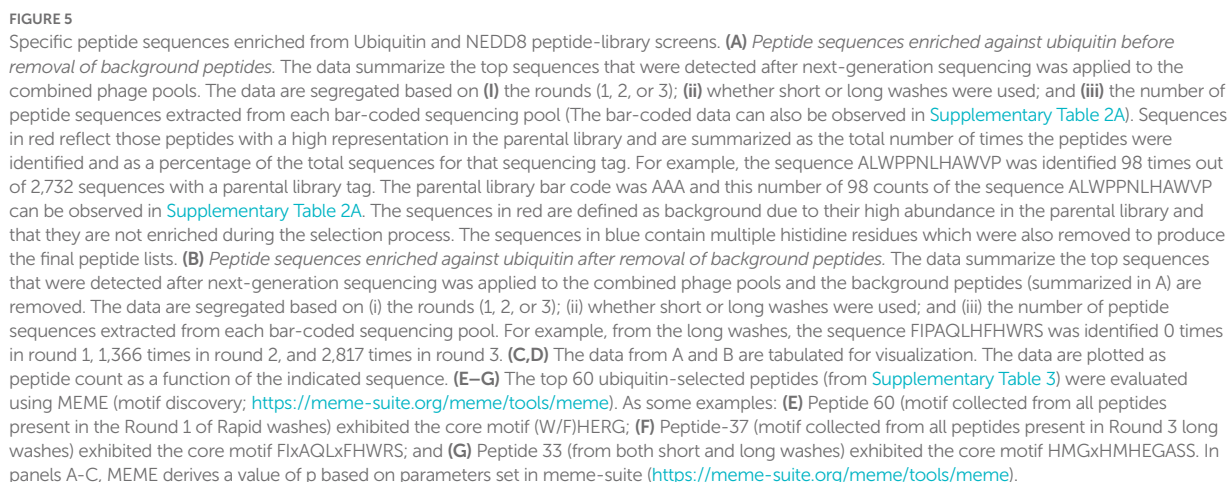 FIGURE 5
Specific peptide sequences enriched from Ubiquitin and NEDD8 peptide-library screens. (A) Peptide sequences enriched against ubiquitin before
removal of background peptides. The data summarize the top sequences that were detected after next-generation sequencing was applied to the
combined phage pools. The data are segregated based on (I) the rounds (1, 2, or 3); (ii) whether short or long washes were used; and (iii) the number of
peptide sequences extracted from each bar-coded sequencing pool (The bar-coded data can also be observed in Supplementary Table 2A). Sequences
in red reflect those peptides with a high representation in the parental library and are summarized as the total number of times the peptides were
identified and as a percentage of the total sequences for that sequencing tag. For example, the sequence ALWPPNLHAWVP was identified 98 times out
of 2,732 sequences with a parental library tag. The parental library bar code was AAA and this number of 98 counts of the sequence ALWPPNLHAWVP
can be observed in Supplementary Table 2A. The sequences in red are defined as background due to their high abundance in the parental library and
that they are not enriched during the selection process. The sequences in blue contain multiple histidine residues which were also removed to produce
the final peptide lists. (B) Peptide sequences enriched against ubiquitin after removal of background peptides. The data summarize the top sequences
that were detected after next-generation sequencing was applied to the combined phage pools and the background peptides (summarized in A) are
removed. The data are segregated based on (i) the rounds (1, 2, or 3); (ii) whether short or long washes were used; and (iii) the number of peptide
sequences extracted from each bar-coded sequencing pool. For example, from the long washes, the sequence FIPAQLHFHWRS was identified 0 times
in round 1, 1,366 times in round 2, and 2,817 times in round 3. (C,D) The data from A and B are tabulated for visualization. The data are plotted as
peptide count as a function of the indicated sequence. (E–G) The top 60 ubiquitin-selected peptides (from Supplementary Table 3) were evaluated
using MEME (motif discovery; https://meme-suite.org/meme/tools/meme). As some examples: (E) Peptide 60 (motif collected from all peptides
present in the Round 1 of Rapid washes) exhibited the core motif (W/F)HERG; (F) Peptide-37 (motif collected from all peptides present in Round 3 long
washes) exhibited the core motif FIxAQLxFHWRS; and (G) Peptide 33 (from both short and long washes) exhibited the core motif HMGxHMHEGASS. In
panels A-C, MEME derives a value of p based on parameters set in meme-suite (https://meme-suite.org/meme/tools/meme).